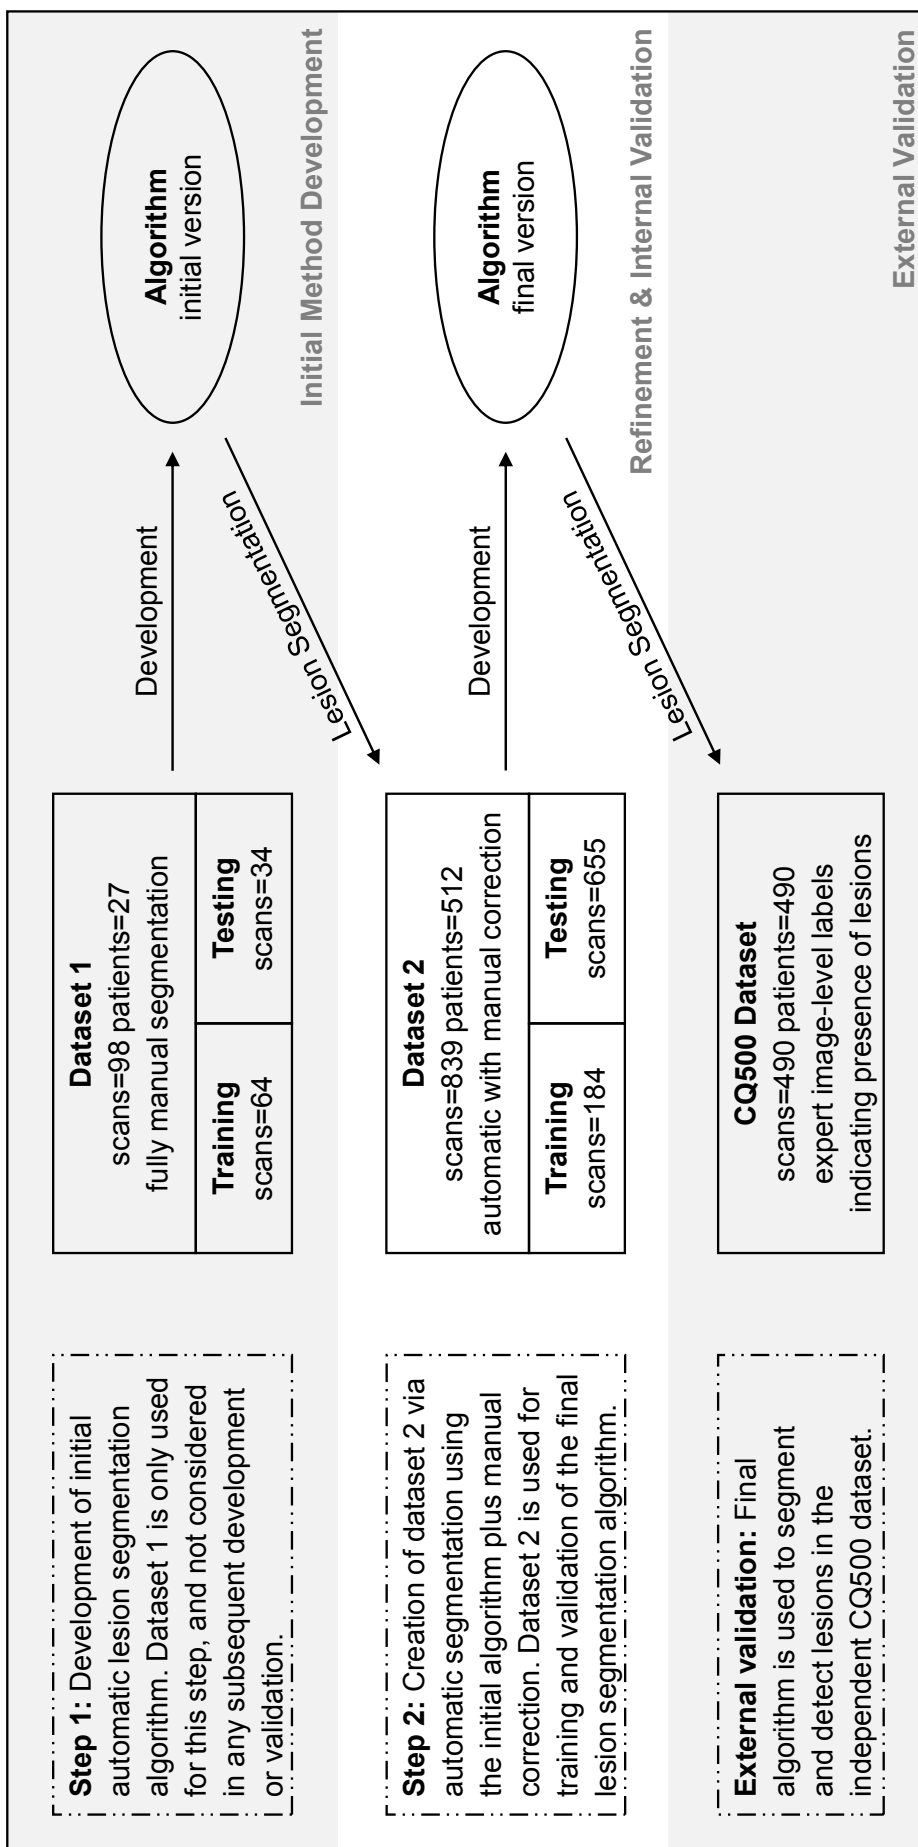 Step 1: Development of initial
automatic lesion segmentation
algorithm. Dataset 1 is only used
for this step, and not considered
in any subsequent development
or validation.
Dataset 1
scans=98 patients=27
fully manual segmentation
Training
scans=64
Testing
scans=34
Development
Lesion Segmentation
Algorithm
initial version
Initial Method Development
Step 2: Creation of dataset 2 via
automatic segmentation using
the initial algorithm plus manual
correction. Dataset 2 is used for
training and validation of the final
lesion segmentation algorithm.
Dataset 2
scans=839 patients=512
automatic with manual correction
Training
scans=184
Testing
scans=655
Development
Lesion Segmentation
Algorithm
final version
Refinement & Internal Validation
External validation: Final
algorithm is used to segment
and detect lesions in the
independent CQ500 dataset.
CQ500 Dataset
scans=490 patients=490
expert image-level labels
indicating presence of lesions
External Validation